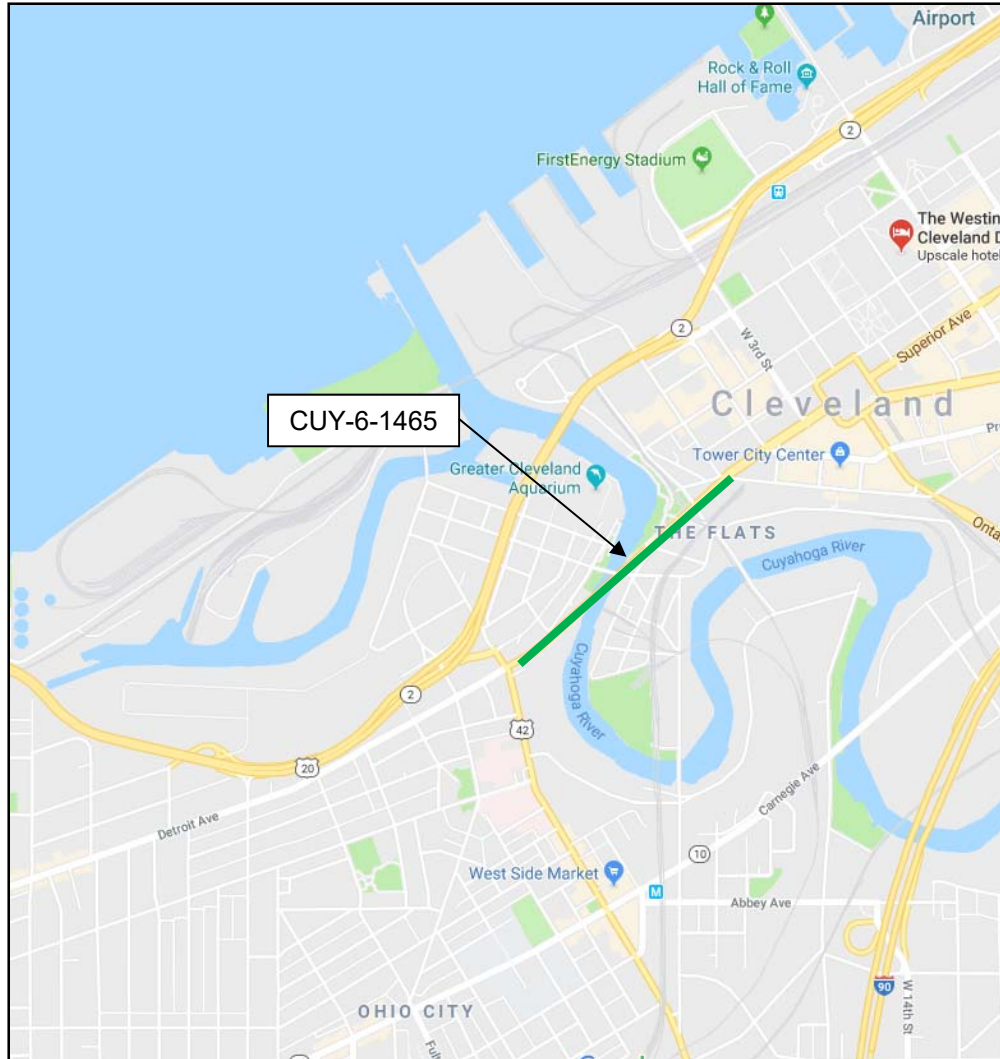 Airport
Rock & Roll
Hall of Fame
2
FirstEnergy Stadium
The Westin
Cleveland D
Upscale hotel
2
W 3rd St
Superior Ave
Cleveland
CUY-6-1465
Tower City Center
Greater Cleveland
Aquarium
THE FLATS
Cuyahoga River
Cuyahoga
River
2
42
20
Detroit Ave
Carnegie Ave
10
West Side Market
M
Abbey Ave
90
W 14th St
OHIO CITY